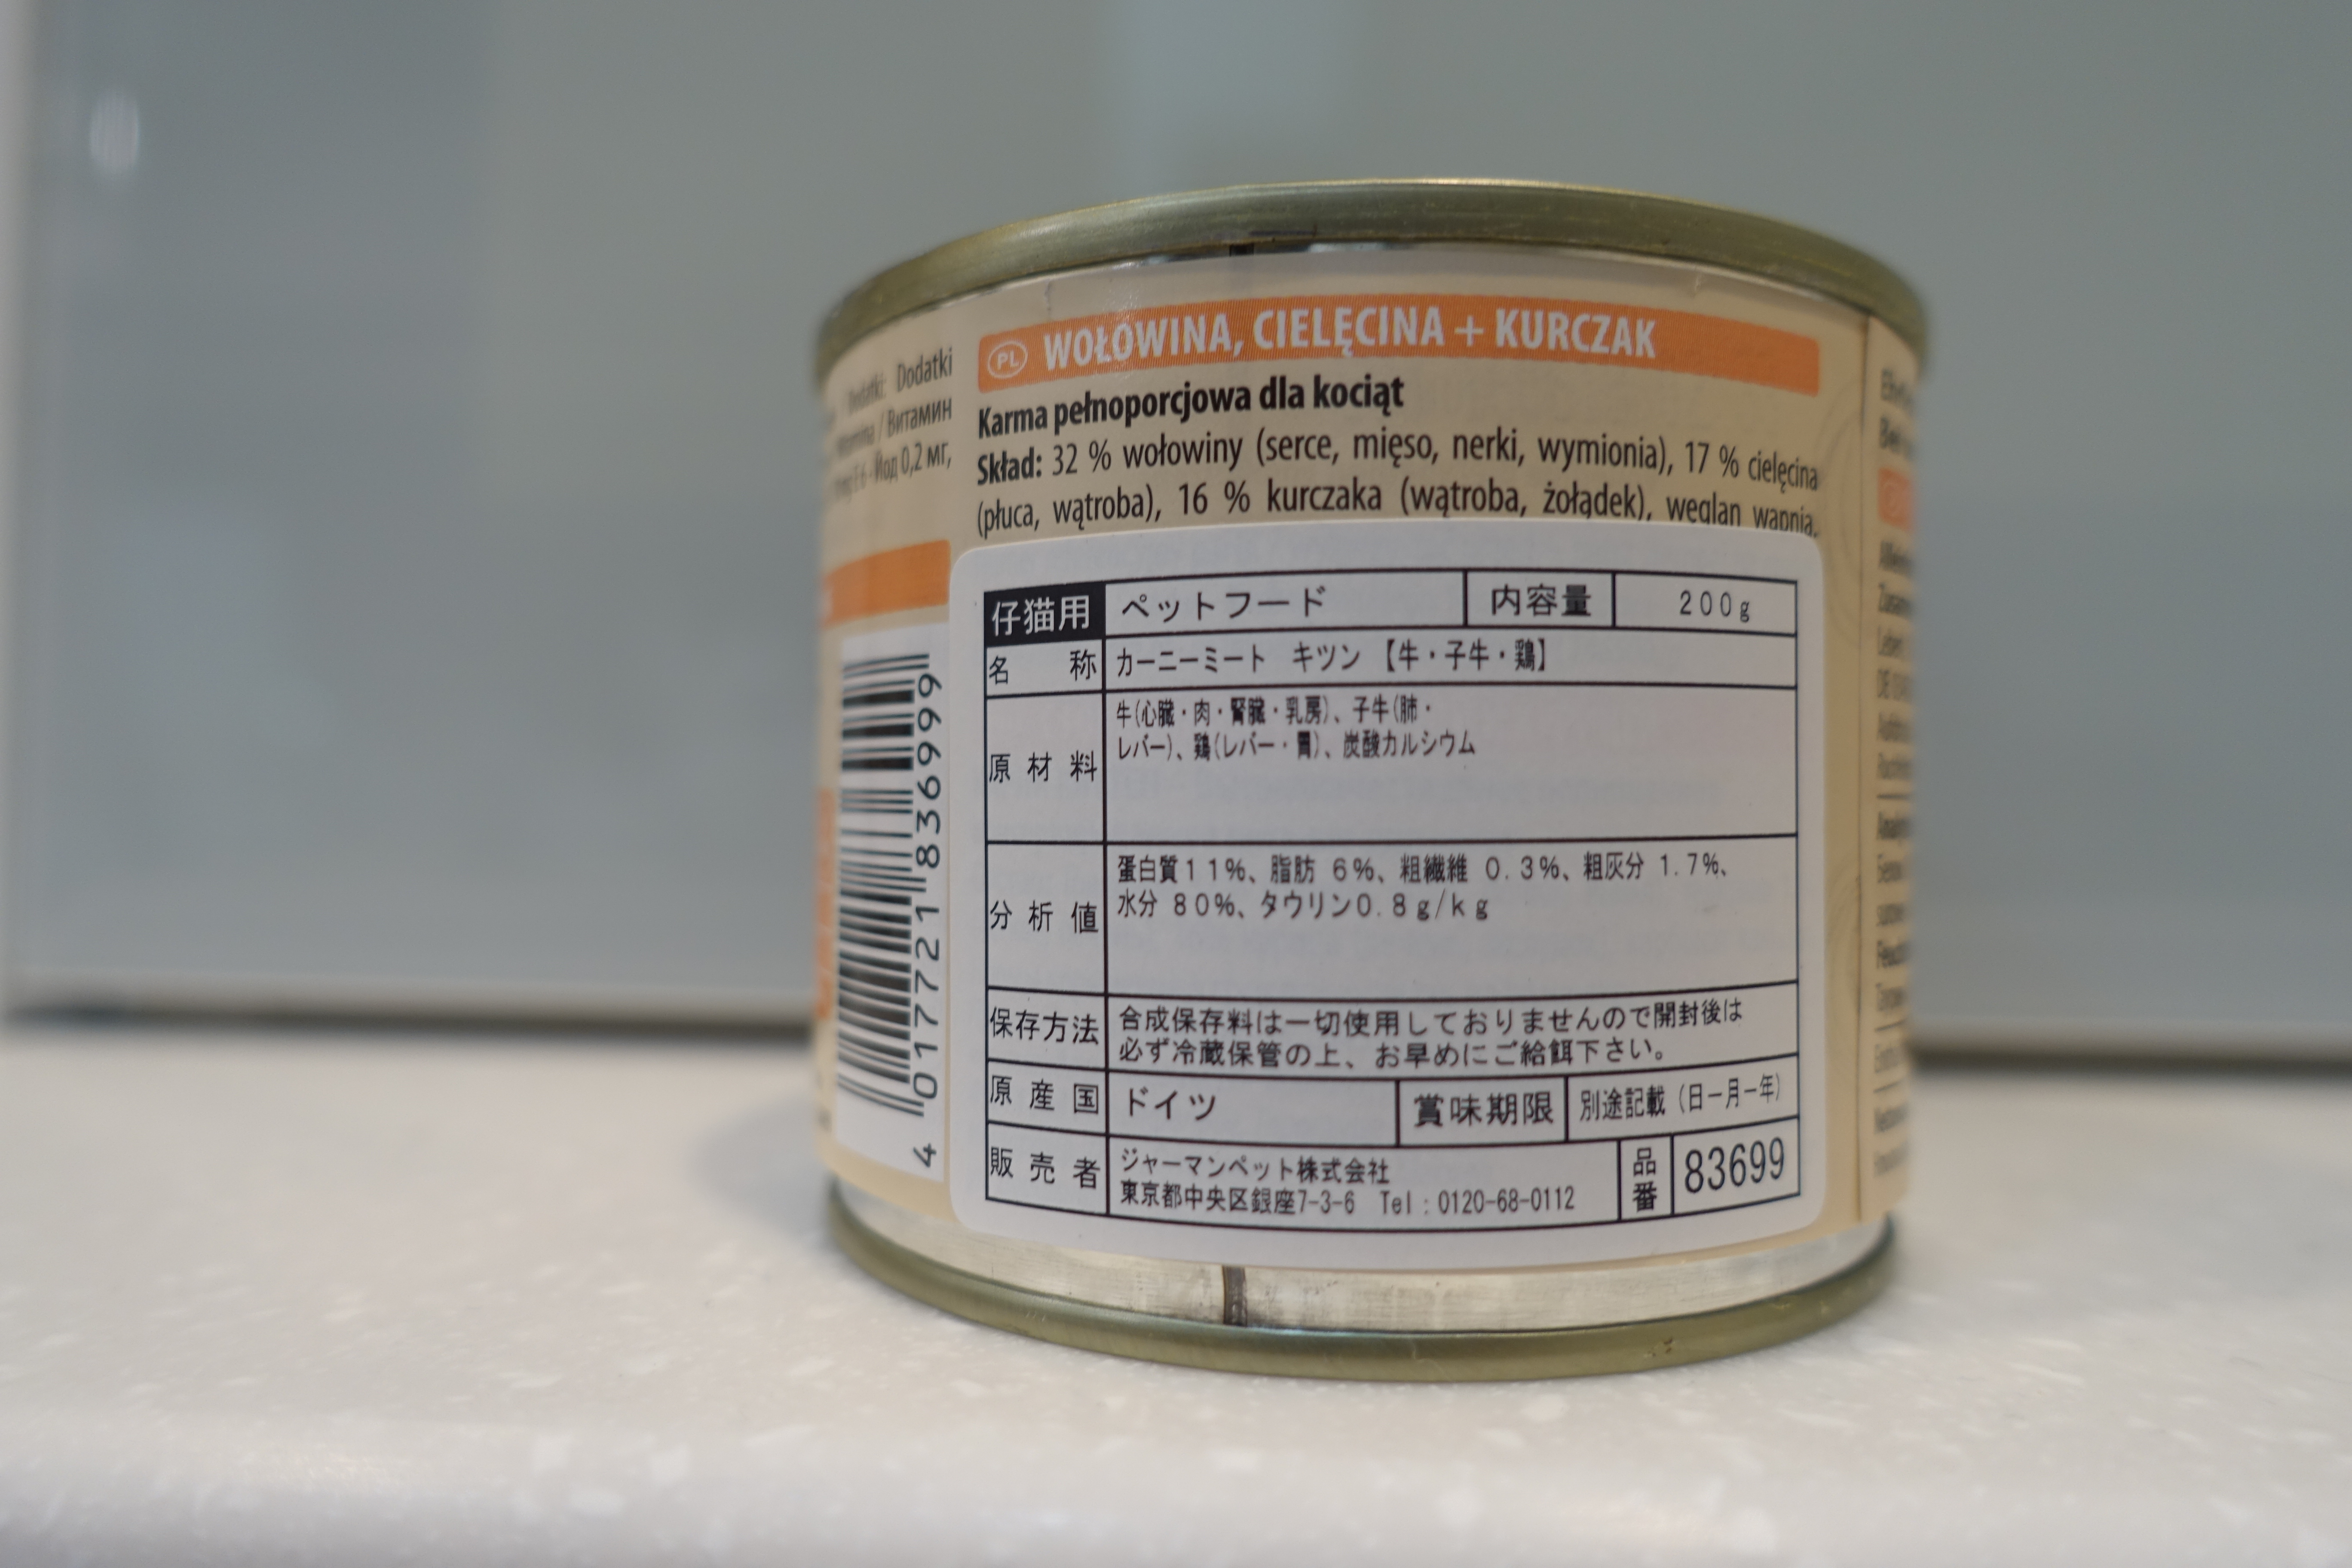 Dodatki: Dodatki
/ Витамин
Йод 0,2 мг,
PL WOŁOWINA, CIELĘCINA + KURCZAK
Karma pełnoporcjowa dla kociąt
Skład: 32 % wołowiny (serce, mięso, nerki, wymionia), 17 % cielęcina
(płuca, wątroba), 16 % kurczaka (wątroba, żołądek), węglan wapnia.
4 017721 836999
仔猫用 ペットフード 内容量 200g
名称 カーニーミート キツン【牛・子牛・鶏】
原材料 牛(心臓・肉・腎臓・乳房)、子牛(肺・
レバー)、鶏(レバー・胃)、炭酸カルシウム
分析値 蛋白質11%、脂肪 6%、粗繊維 0.3%、粗灰分 1.7%、
水分 80%、タウリン0.8g/kg
保存方法 合成保存料は一切使用しておりませんので開封後は
必ず冷蔵保管の上、お早めにご給餌下さい。
原産国 ドイツ 賞味期限 別途記載(日－月－年)
販売者 ジャーマンペット株式会社
東京都中央区銀座7-3-6 Tel：0120-68-0112
品番 83699